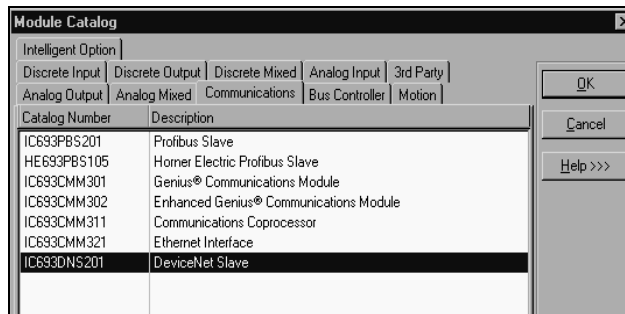 Module Catalog
Intelligent Option
Discrete Input Discrete Output Discrete Mixed Analog Input 3rd Party
Analog Output Analog Mixed Communications Bus Controller Motion
Catalog Number Description
IC693PBS201 Profibus Slave
HE693PBS105 Horner Electric Profibus Slave
IC693CMM301 Genius® Communications Module
IC693CMM302 Enhanced Genius® Communications Module
IC693CMM311 Communications Coprocessor
IC693CMM321 Ethernet Interface
IC693DNS201 DeviceNet Slave
OK
Cancel
Help >>>